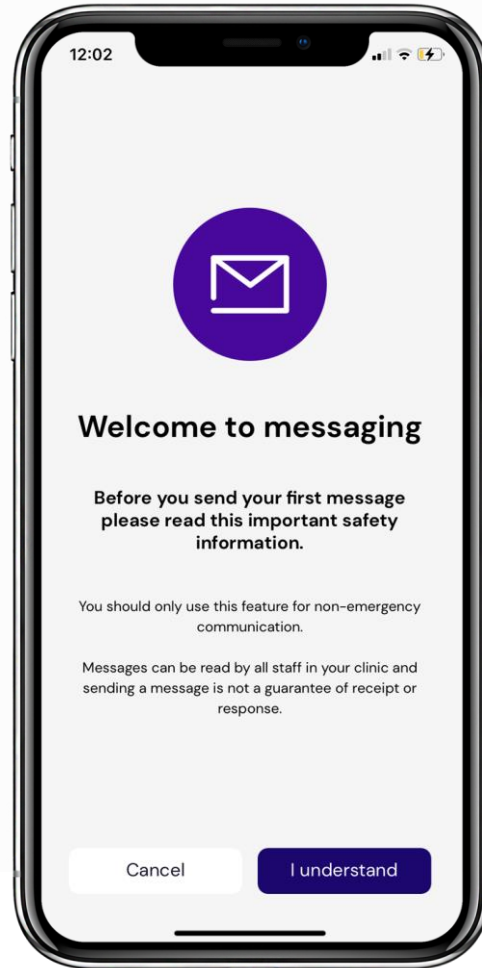 12:02
Welcome to messaging
Before you send your first message
please read this important safety
information.
You should only use this feature for non-emergency
communication.
Messages can be read by all staff in your clinic and
sending a message is not a guarantee of receipt or
response.
Cancel
I understand